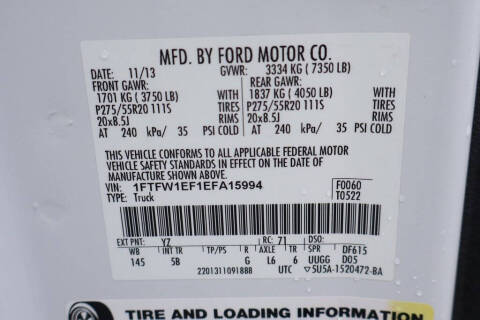 MFD. BY FORD MOTOR CO.
DATE: 11/13 GVWR: 3334 KG ( 7350 LB)
FRONT GAWR: REAR GAWR:
1701 KG ( 3750 LB) WITH 1837 KG ( 4050 LB) WITH
P275/55R20 111S TIRES P275/55R20 111S TIRES
20x8.5J RIMS 20x8.5J RIMS
AT 240 kPa/ 35 PSI COLD AT 240 kPa/ 35 PSI COLD
THIS VEHICLE CONFORMS TO ALL APPLICABLE FEDERAL MOTOR
VEHICLE SAFETY STANDARDS IN EFFECT ON THE DATE OF
MANUFACTURE SHOWN ABOVE.
VIN: 1FTFW1EF1EFA15994 F0060
TYPE: Truck T0522
EXT PNT: YZ RC: 71 DSO:
WB INT TR TP/PS R AXLE TR SPR DF615
145 5B G L6 6 UUGG D05
2201311091888 UTC 5U5A-1520472-BA
TIRE AND LOADING INFORMATION